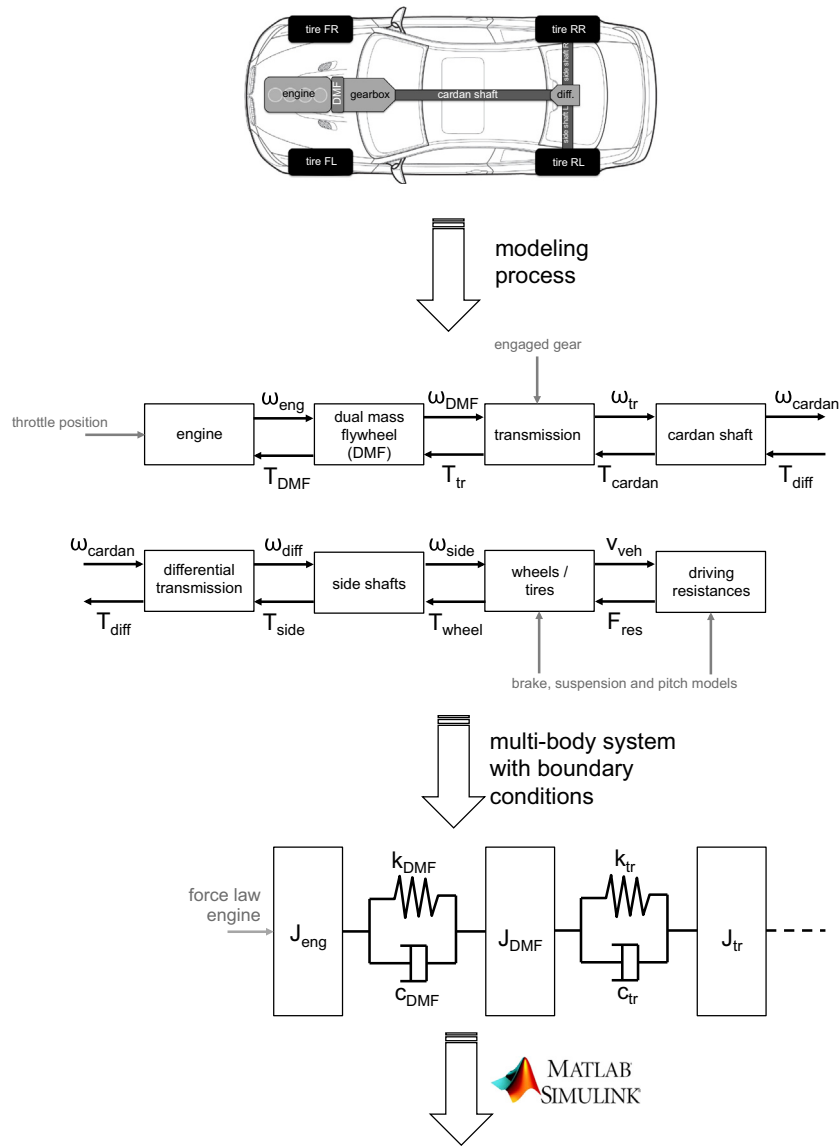 tire FR
tire RR
side shaft R
engine
DMF
gearbox
cardan shaft
diff.
side shaft L
tire FL
tire RL
modeling
process
engaged gear
throttle position
engine
ω_eng
T_DMF
dual mass
flywheel
(DMF)
ω_DMF
T_tr
transmission
ω_tr
T_cardan
cardan shaft
ω_cardan
T_diff
ω_cardan
T_diff
differential
transmission
ω_diff
T_side
side shafts
ω_side
T_wheel
wheels /
tires
v_veh
F_res
driving
resistances
brake, suspension and pitch models
multi-body system
with boundary
conditions
force law
engine
J_eng
k_DMF
c_DMF
J_DMF
k_tr
c_tr
J_tr
MATLAB
SIMULINK®